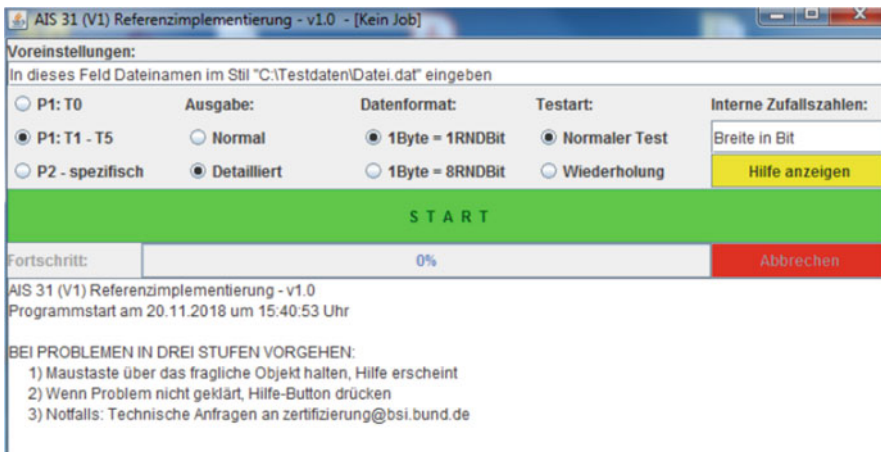 AIS 31 (V1) Referenzimplementierung - v1.0 - [Kein Job]
Voreinstellungen:
In dieses Feld Dateinamen im Stil "C:\Testdaten\Datei.dat" eingeben
P1: T0 Ausgabe: Datenformat: Testart: Interne Zufallszahlen:
P1: T1 - T5 Normal 1Byte = 1RNDBit Normaler Test Breite in Bit
P2 - spezifisch Detailliert 1Byte = 8RNDBit Wiederholung Hilfe anzeigen
START
Fortschritt: 0% Abbrechen
AIS 31 (V1) Referenzimplementierung - v1.0
Programmstart am 20.11.2018 um 15:40:53 Uhr
BEI PROBLEMEN IN DREI STUFEN VORGEHEN:
1) Maustaste über das fragliche Objekt halten, Hilfe erscheint
2) Wenn Problem nicht geklärt, Hilfe-Button drücken
3) Notfalls: Technische Anfragen an zertifizierung@bsi.bund.de